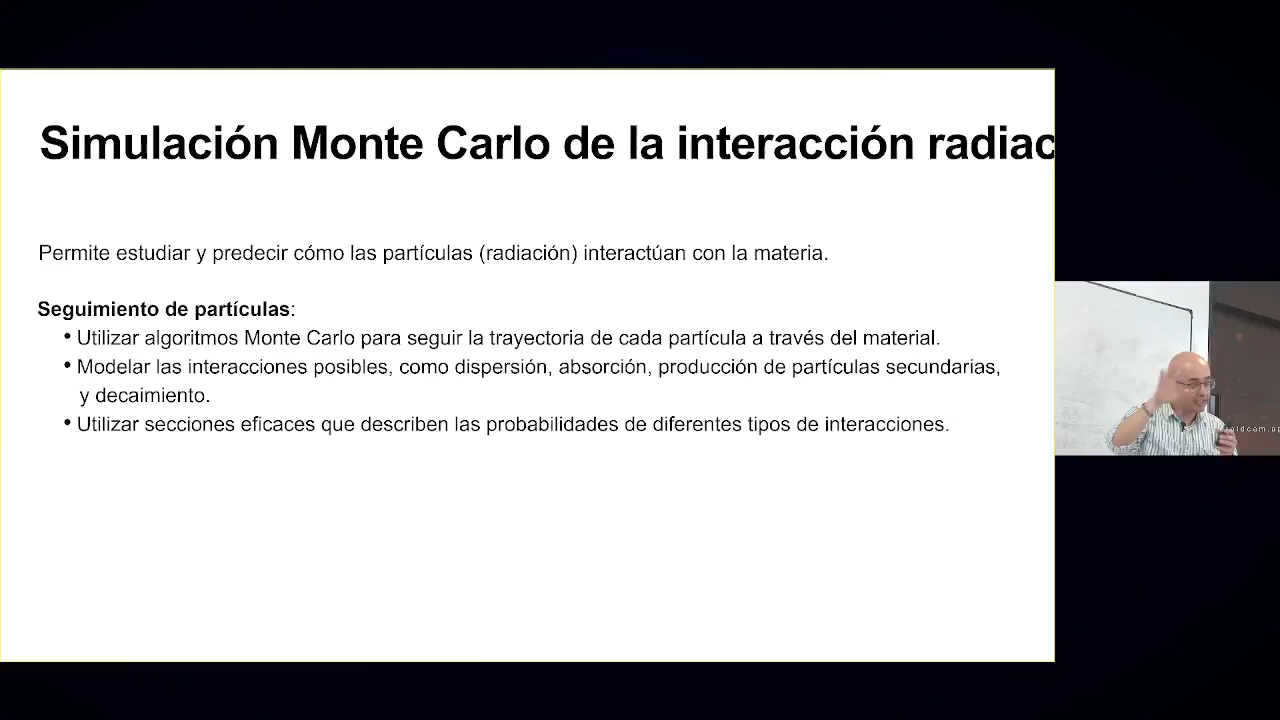 Simulación Monte Carlo de la interacción radiac
Permite estudiar y predecir cómo las partículas (radiación) interactúan con la materia.
Seguimiento de partículas:
• Utilizar algoritmos Monte Carlo para seguir la trayectoria de cada partícula a través del material.
• Modelar las interacciones posibles, como dispersión, absorción, producción de partículas secundarias,
y decaimiento.
• Utilizar secciones eficaces que describen las probabilidades de diferentes tipos de interacciones.